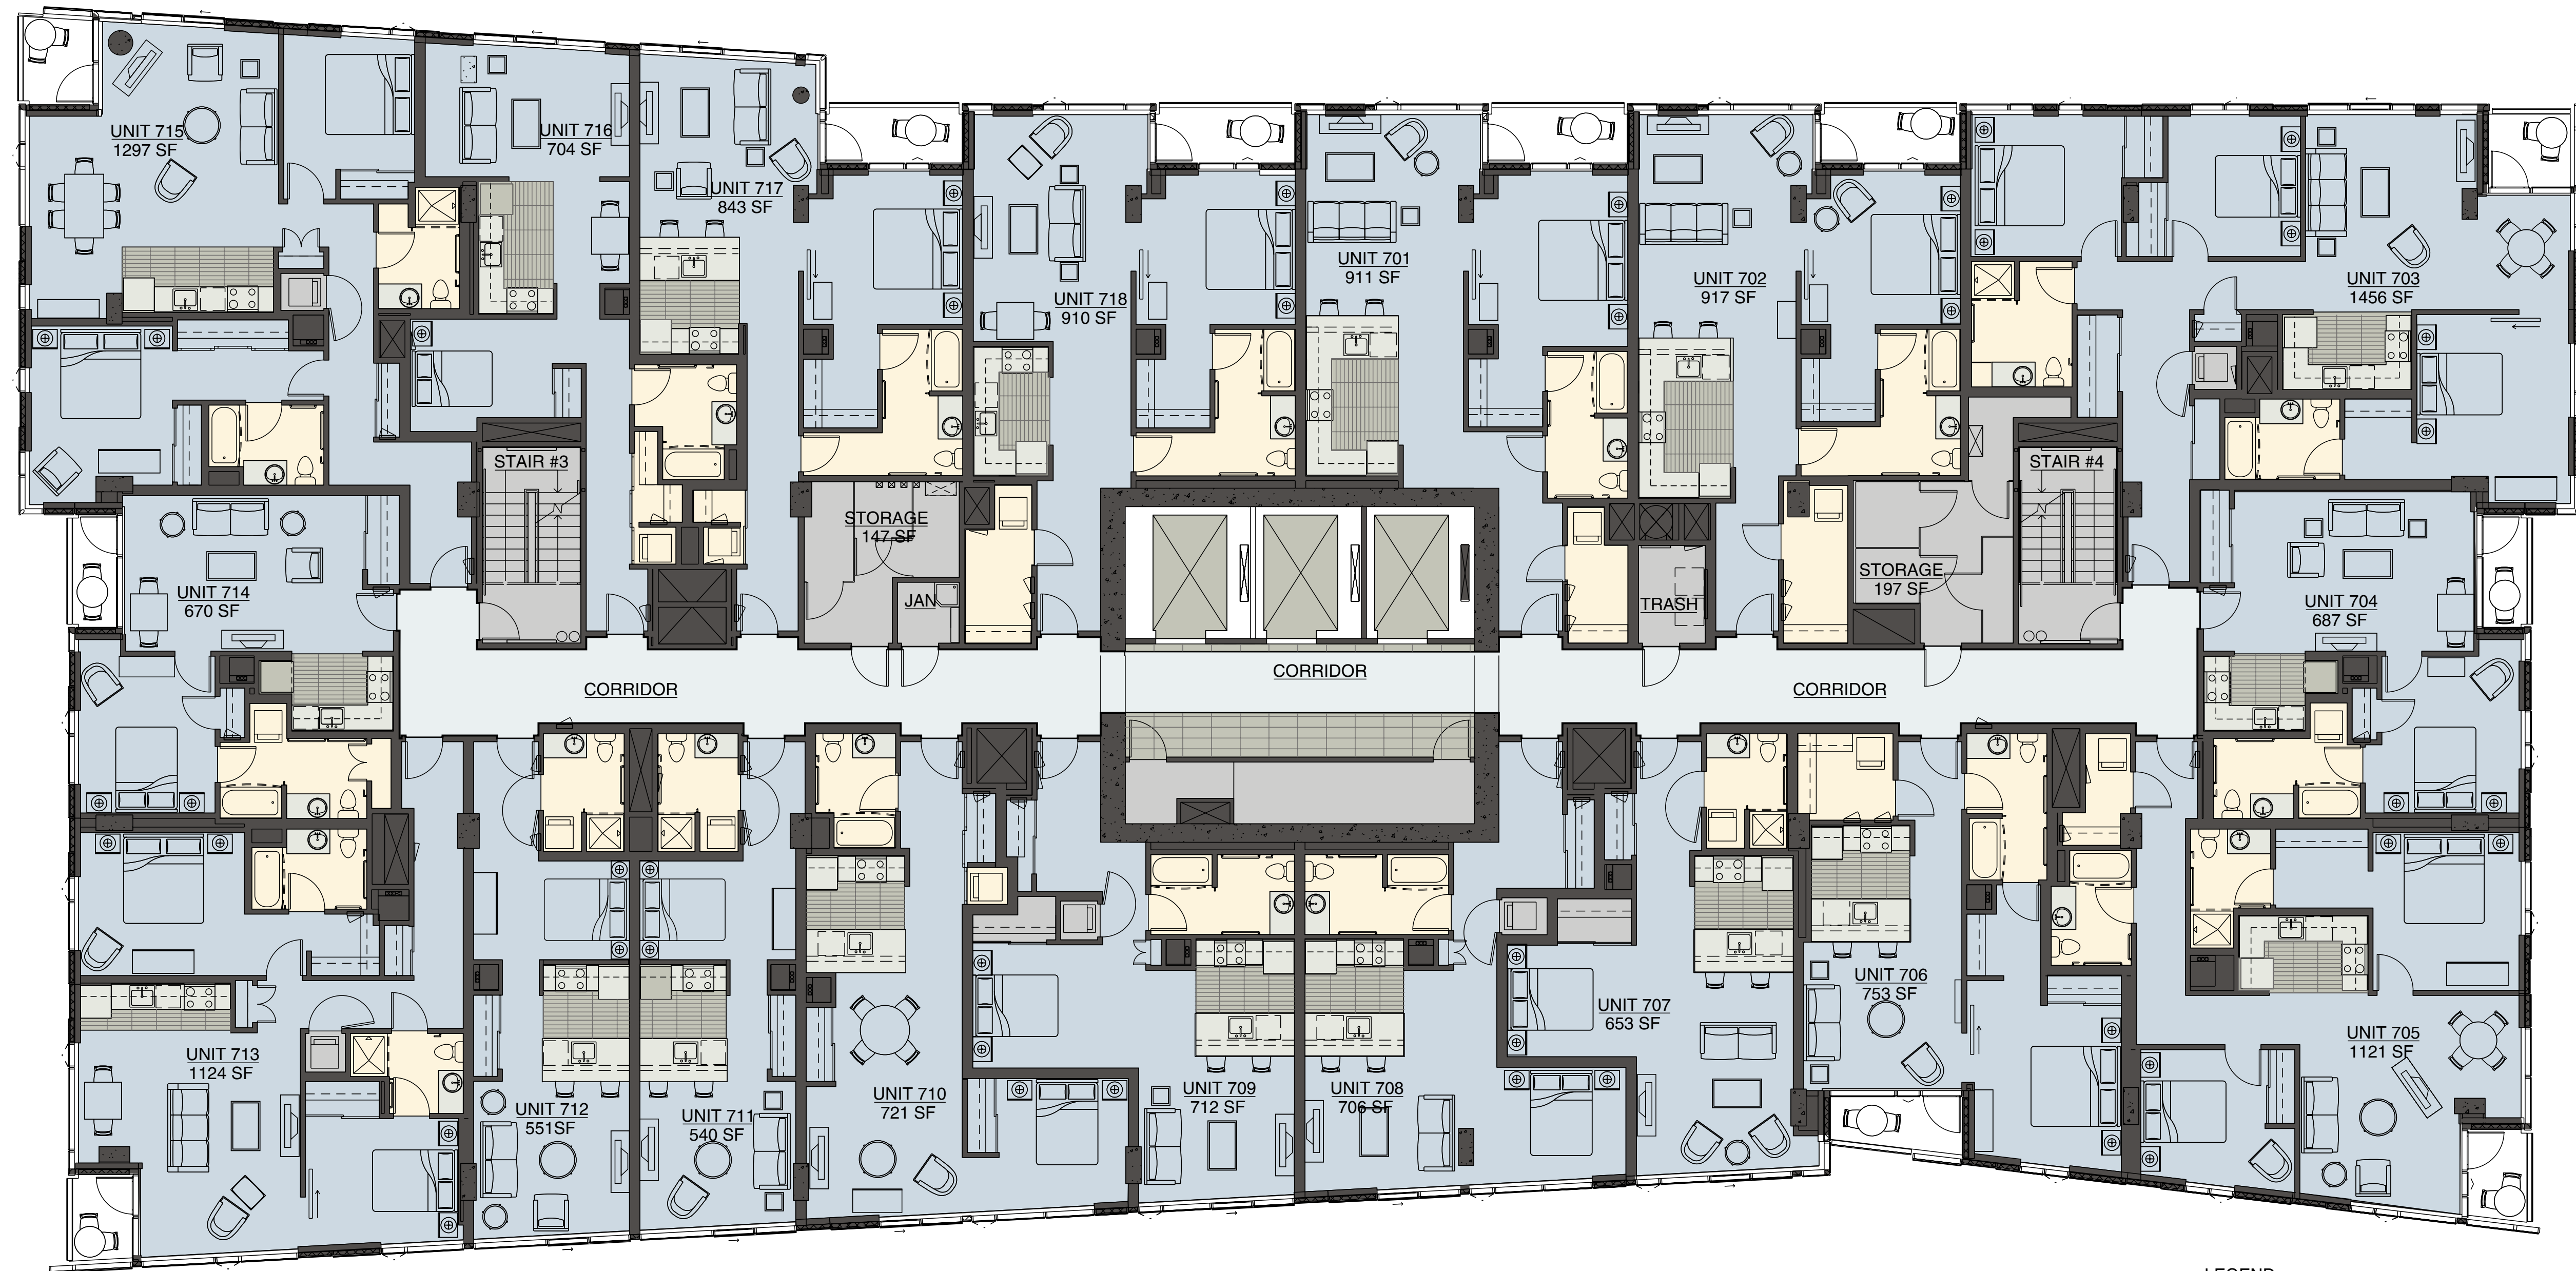 UNIT 715
1297 SF
UNIT 716
704 SF
UNIT 717
843 SF
UNIT 718
910 SF
UNIT 701
911 SF
UNIT 702
917 SF
UNIT 703
1456 SF
STAIR #3
STORAGE
147 SF
JAN
TRASH
STORAGE
197 SF
STAIR #4
UNIT 714
670 SF
UNIT 704
687 SF
CORRIDOR
CORRIDOR
CORRIDOR
UNIT 713
1124 SF
UNIT 712
551SF
UNIT 711
540 SF
UNIT 710
721 SF
UNIT 709
712 SF
UNIT 708
706 SF
UNIT 707
653 SF
UNIT 706
753 SF
UNIT 705
1121 SF
LEGEND